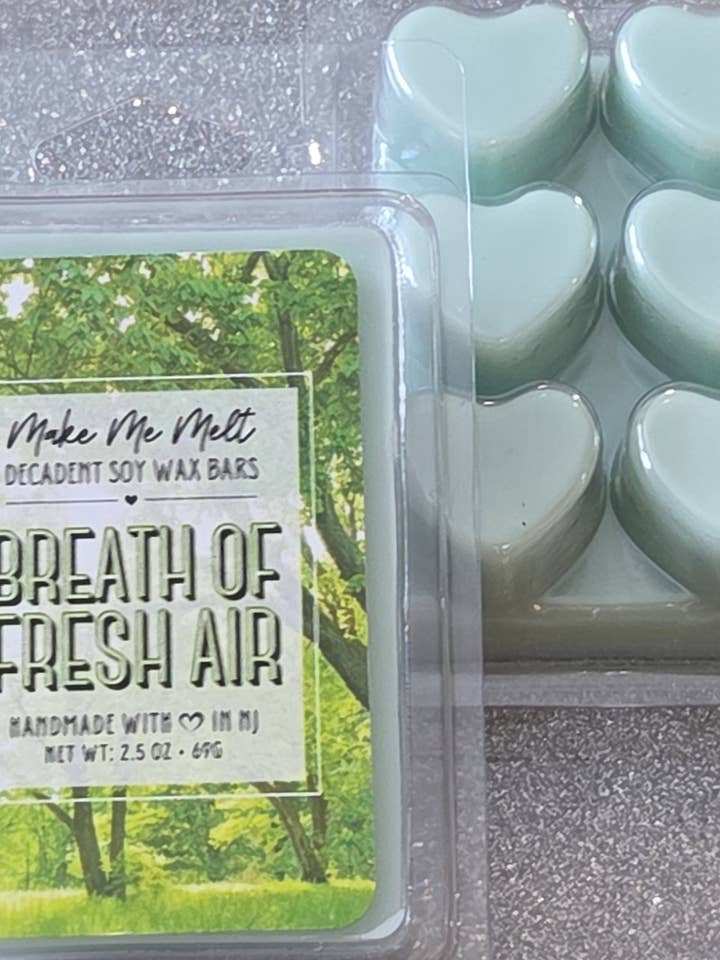 Make Me Melt
DECADENT SOY WAX BARS
BREATH OF
FRESH AIR
HANDMADE WITH ♡ IN NJ
NET WT: 2.5 OZ • 69G